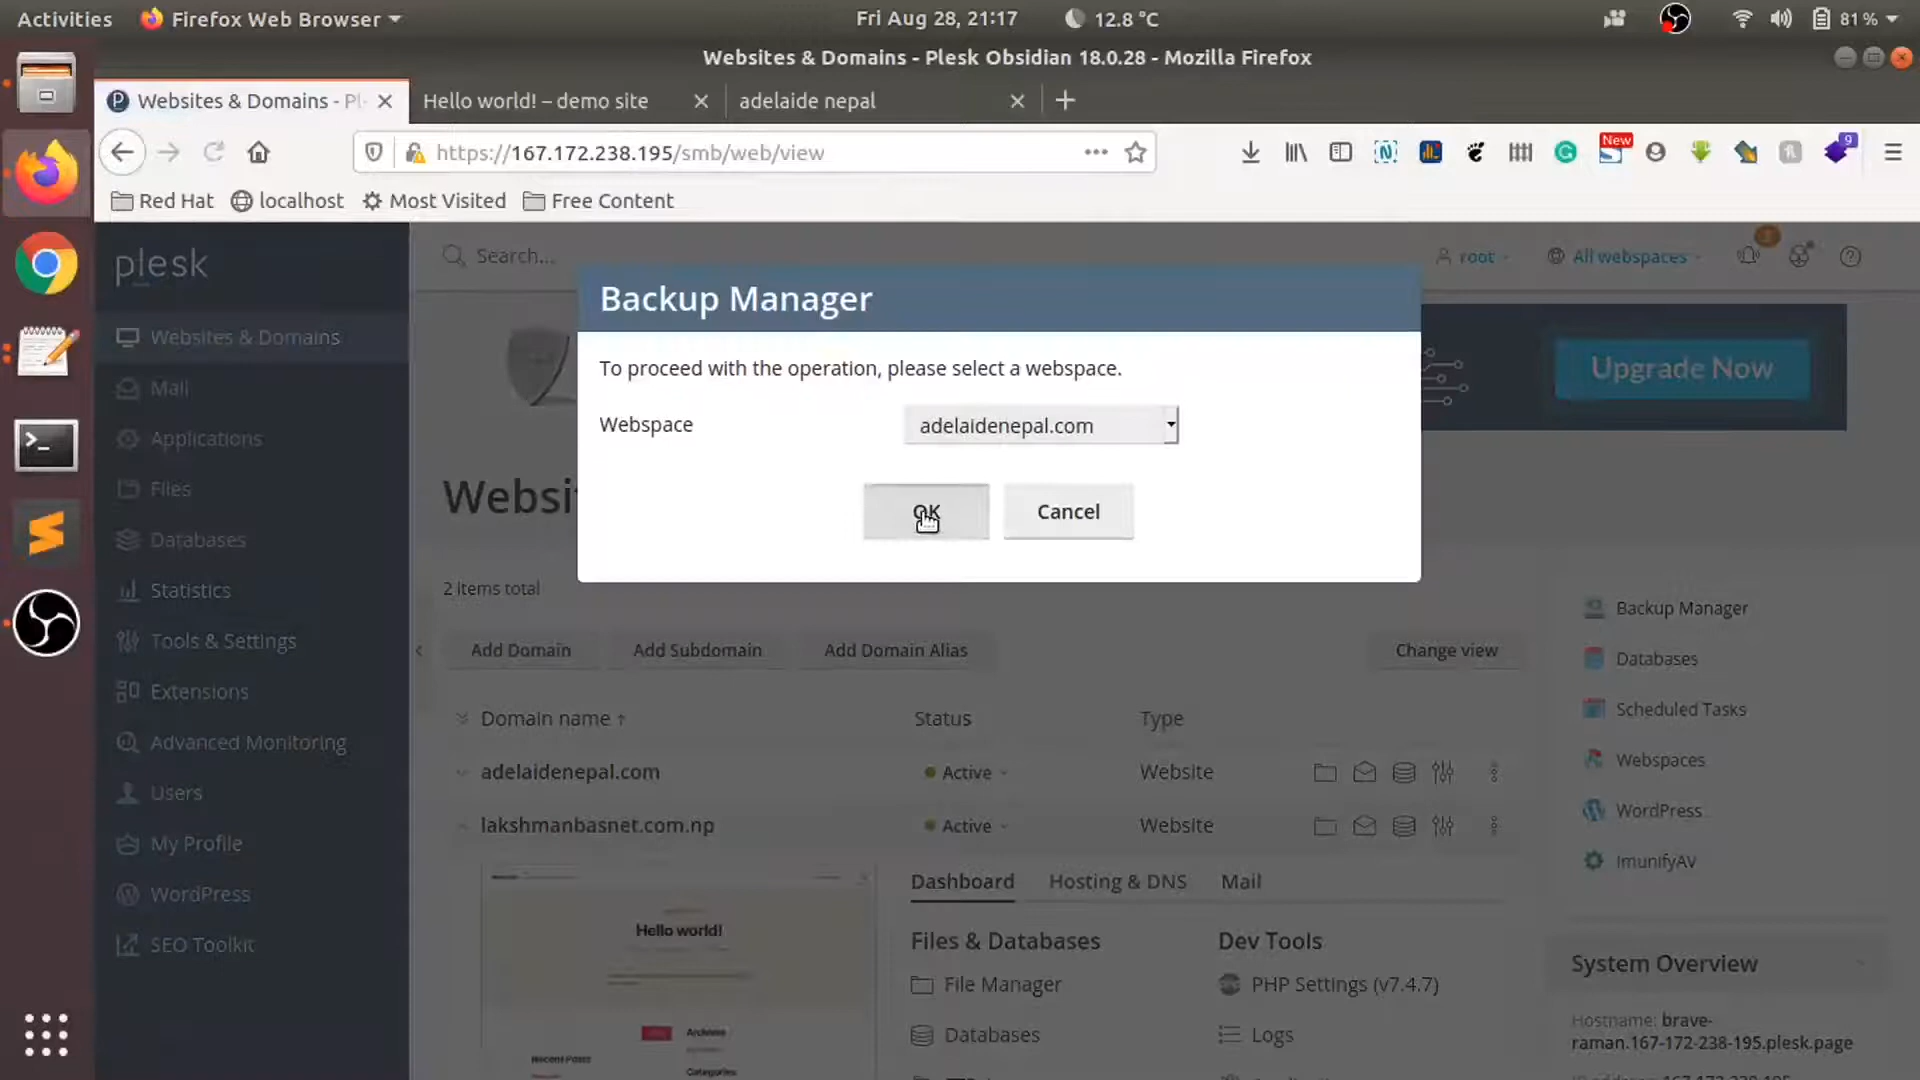 Activities
Firefox Web Browser
Fri Aug 28, 21:17
12.8 °C
81 %
Websites & Domains - Plesk Obsidian 18.0.28 - Mozilla Firefox
Websites & Domains - Pl
Hello world! – demo site
adelaide nepal
https://167.172.238.195/smb/web/view
New
9
Red Hat
localhost
Most Visited
Free Content
plesk
Search...
root
All webspaces
Websites & Domains
Mail
Applications
Files
Databases
Statistics
Tools & Settings
Extensions
Advanced Monitoring
Users
My Profile
WordPress
SEO Toolkit
Backup Manager
To proceed with the operation, please select a webspace.
Webspace
adelaidenepal.com
OK
Cancel
Upgrade Now
Websi
2 items total
Add Domain
Add Subdomain
Add Domain Alias
Change view
Domain name ↑
Status
Type
adelaidenepal.com
Active
Website
lakshmanbasnet.com.np
Active
Website
Hello world!
Archives
Recent Posts
Categories
Dashboard
Hosting & DNS
Mail
Files & Databases
Dev Tools
File Manager
PHP Settings (v7.4.7)
Databases
Logs
Backup Manager
Databases
Scheduled Tasks
Webspaces
WordPress
ImunifyAV
System Overview
Hostname: brave-
raman.167-172-238-195.plesk.page